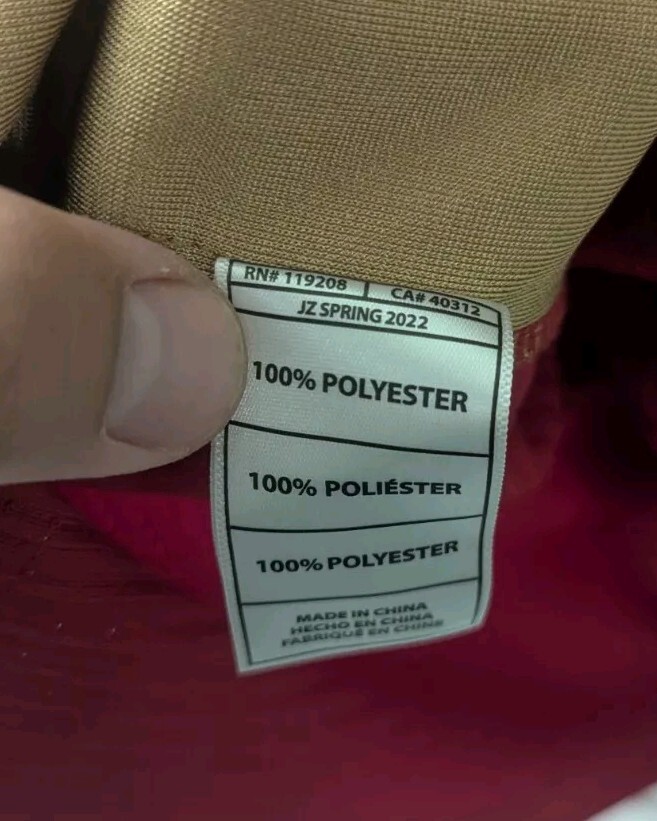 RN# 119208 CA# 40312
JZ SPRING 2022
100% POLYESTER
100% POLIÉSTER
100% POLYESTER
MADE IN CHINA
HECHO EN CHINA
FABRIQUÉ EN CHINE